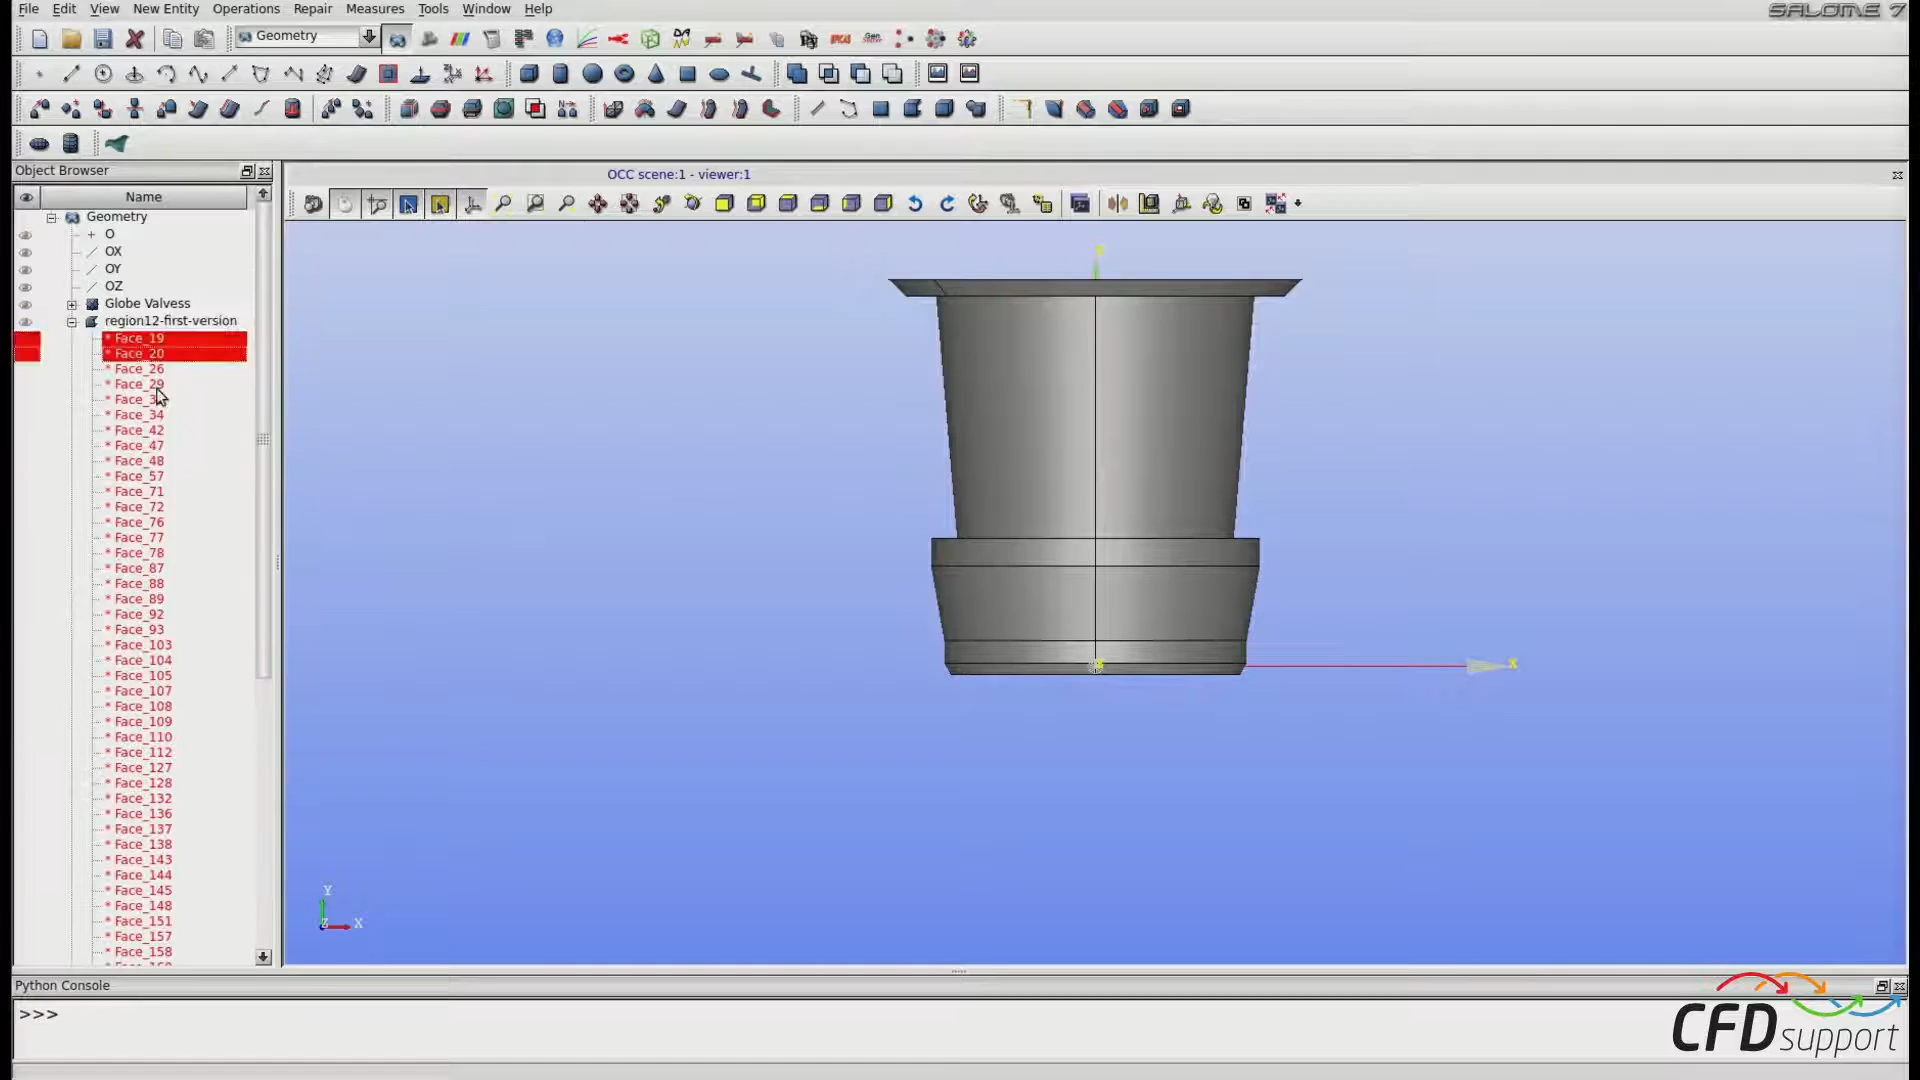 File Edit View New Entity Operations Repair Measures Tools Window Help
SALOME 7
Geometry
Object Browser
OCC scene:1 - viewer:1
Name
Geometry
O
OX
OY
OZ
Globe Valvess
region12-first-version
* Face_19
* Face_20
* Face_26
* Face_29
* Face_34
* Face_42
* Face_47
* Face_48
* Face_57
* Face_71
* Face_72
* Face_76
* Face_77
* Face_78
* Face_87
* Face_88
* Face_89
* Face_92
* Face_93
* Face_103
* Face_104
* Face_105
* Face_107
* Face_108
* Face_109
* Face_110
* Face_112
* Face_127
* Face_128
* Face_132
* Face_136
* Face_137
* Face_138
* Face_143
* Face_144
* Face_145
* Face_148
* Face_151
* Face_157
* Face_158
X
Y
Z
X
Python Console
>>>
CFD support